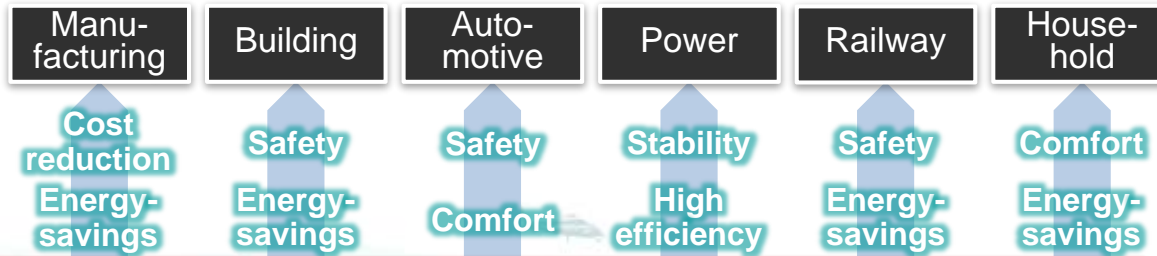 Manu-
facturing
Building
Auto-
motive
Power
Railway
House-
hold
Cost
reduction
Safety
Safety
Stability
Safety
Comfort
Energy-
savings
Energy-
savings
Comfort
High
efficiency
Energy-
savings
Energy-
savings